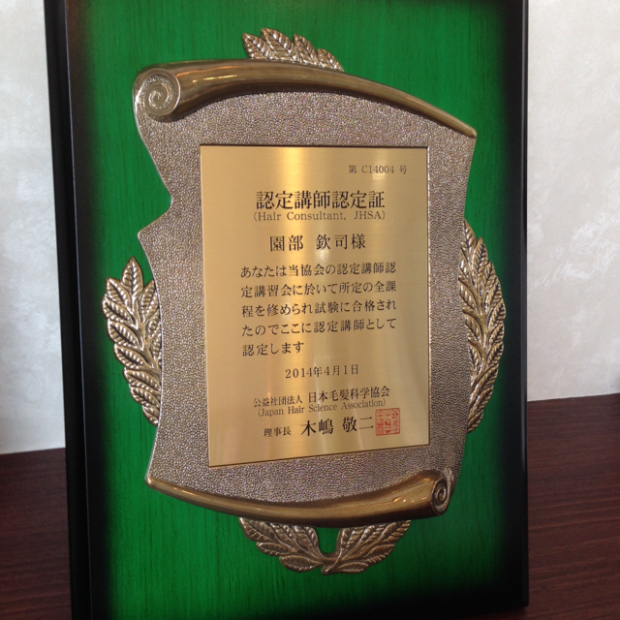 第 C14004 号
認定講師認定証
(Hair Consultant, JHSA)
園部 欽司様
あなたは当協会の認定講師認
定講習会に於いて所定の全課
程を修められ試験に合格され
たのでここに認定講師として
認定します
2014年4月1日
公益社団法人 日本毛髪科学協会
(Japan Hair Science Association)
理事長 木嶋 敬二